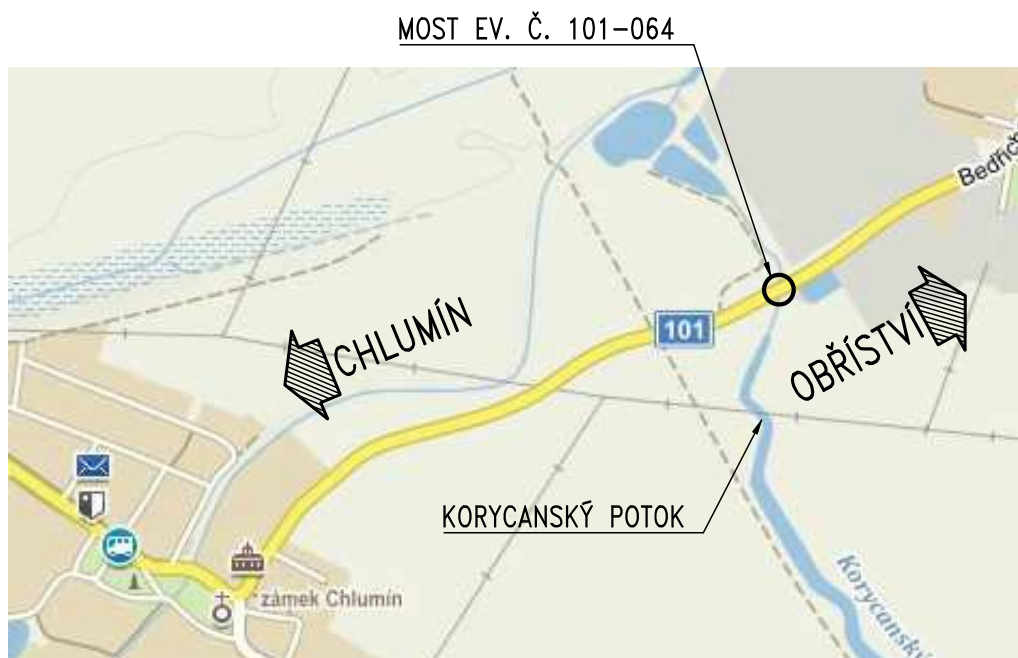 MOST EV. Č. 101-064
Bedřic
101
CHLUMÍN
OBŘÍSTVÍ
KORYCANSKÝ POTOK
Korycanský
zámek Chlumín